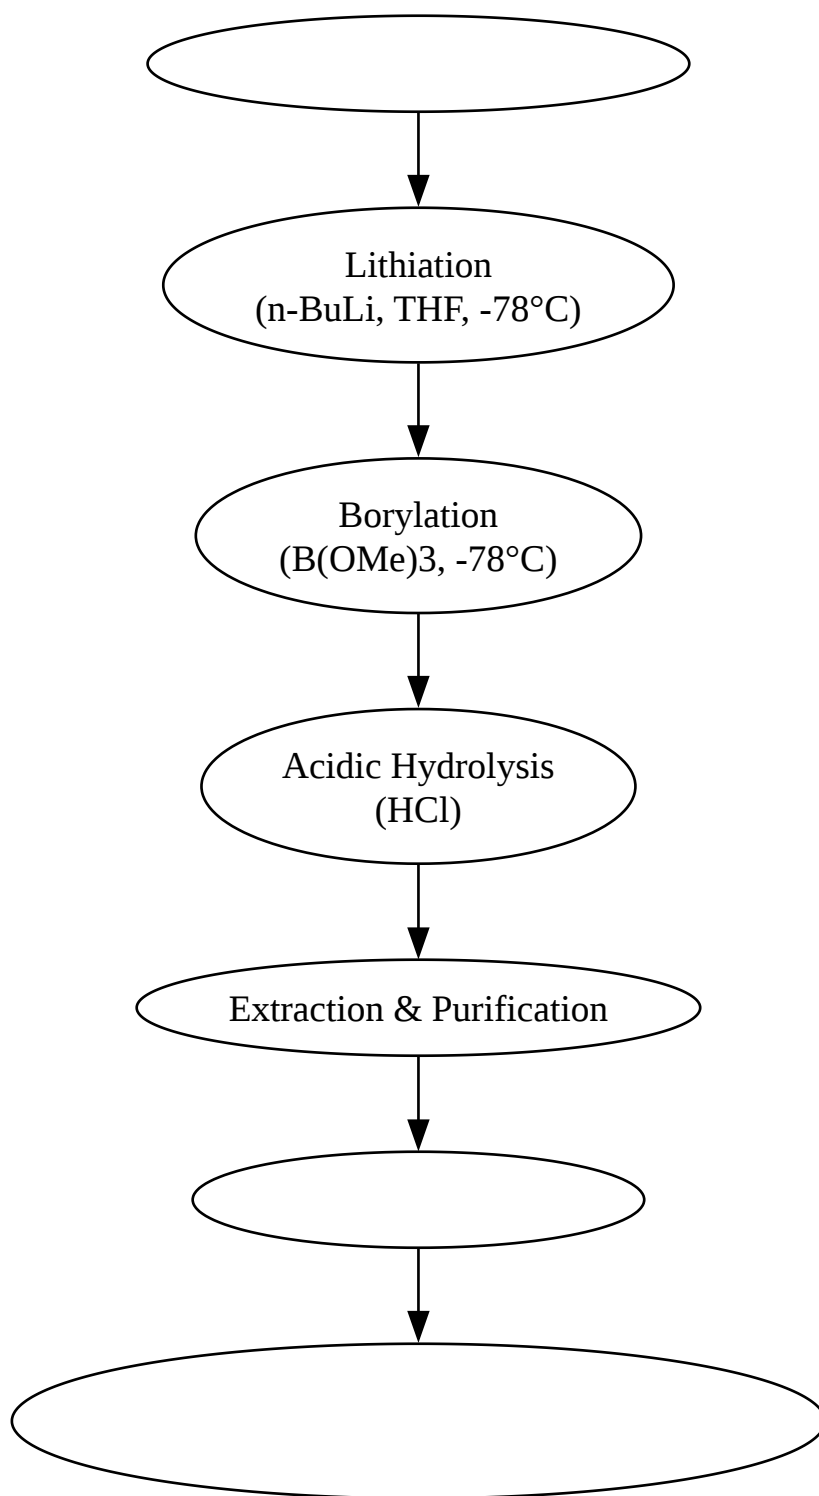 Lithiation
(n-BuLi, THF, -78°C)
Borylation
(B(OMe)3, -78°C)
Acidic Hydrolysis
(HCl)
Extraction & Purification